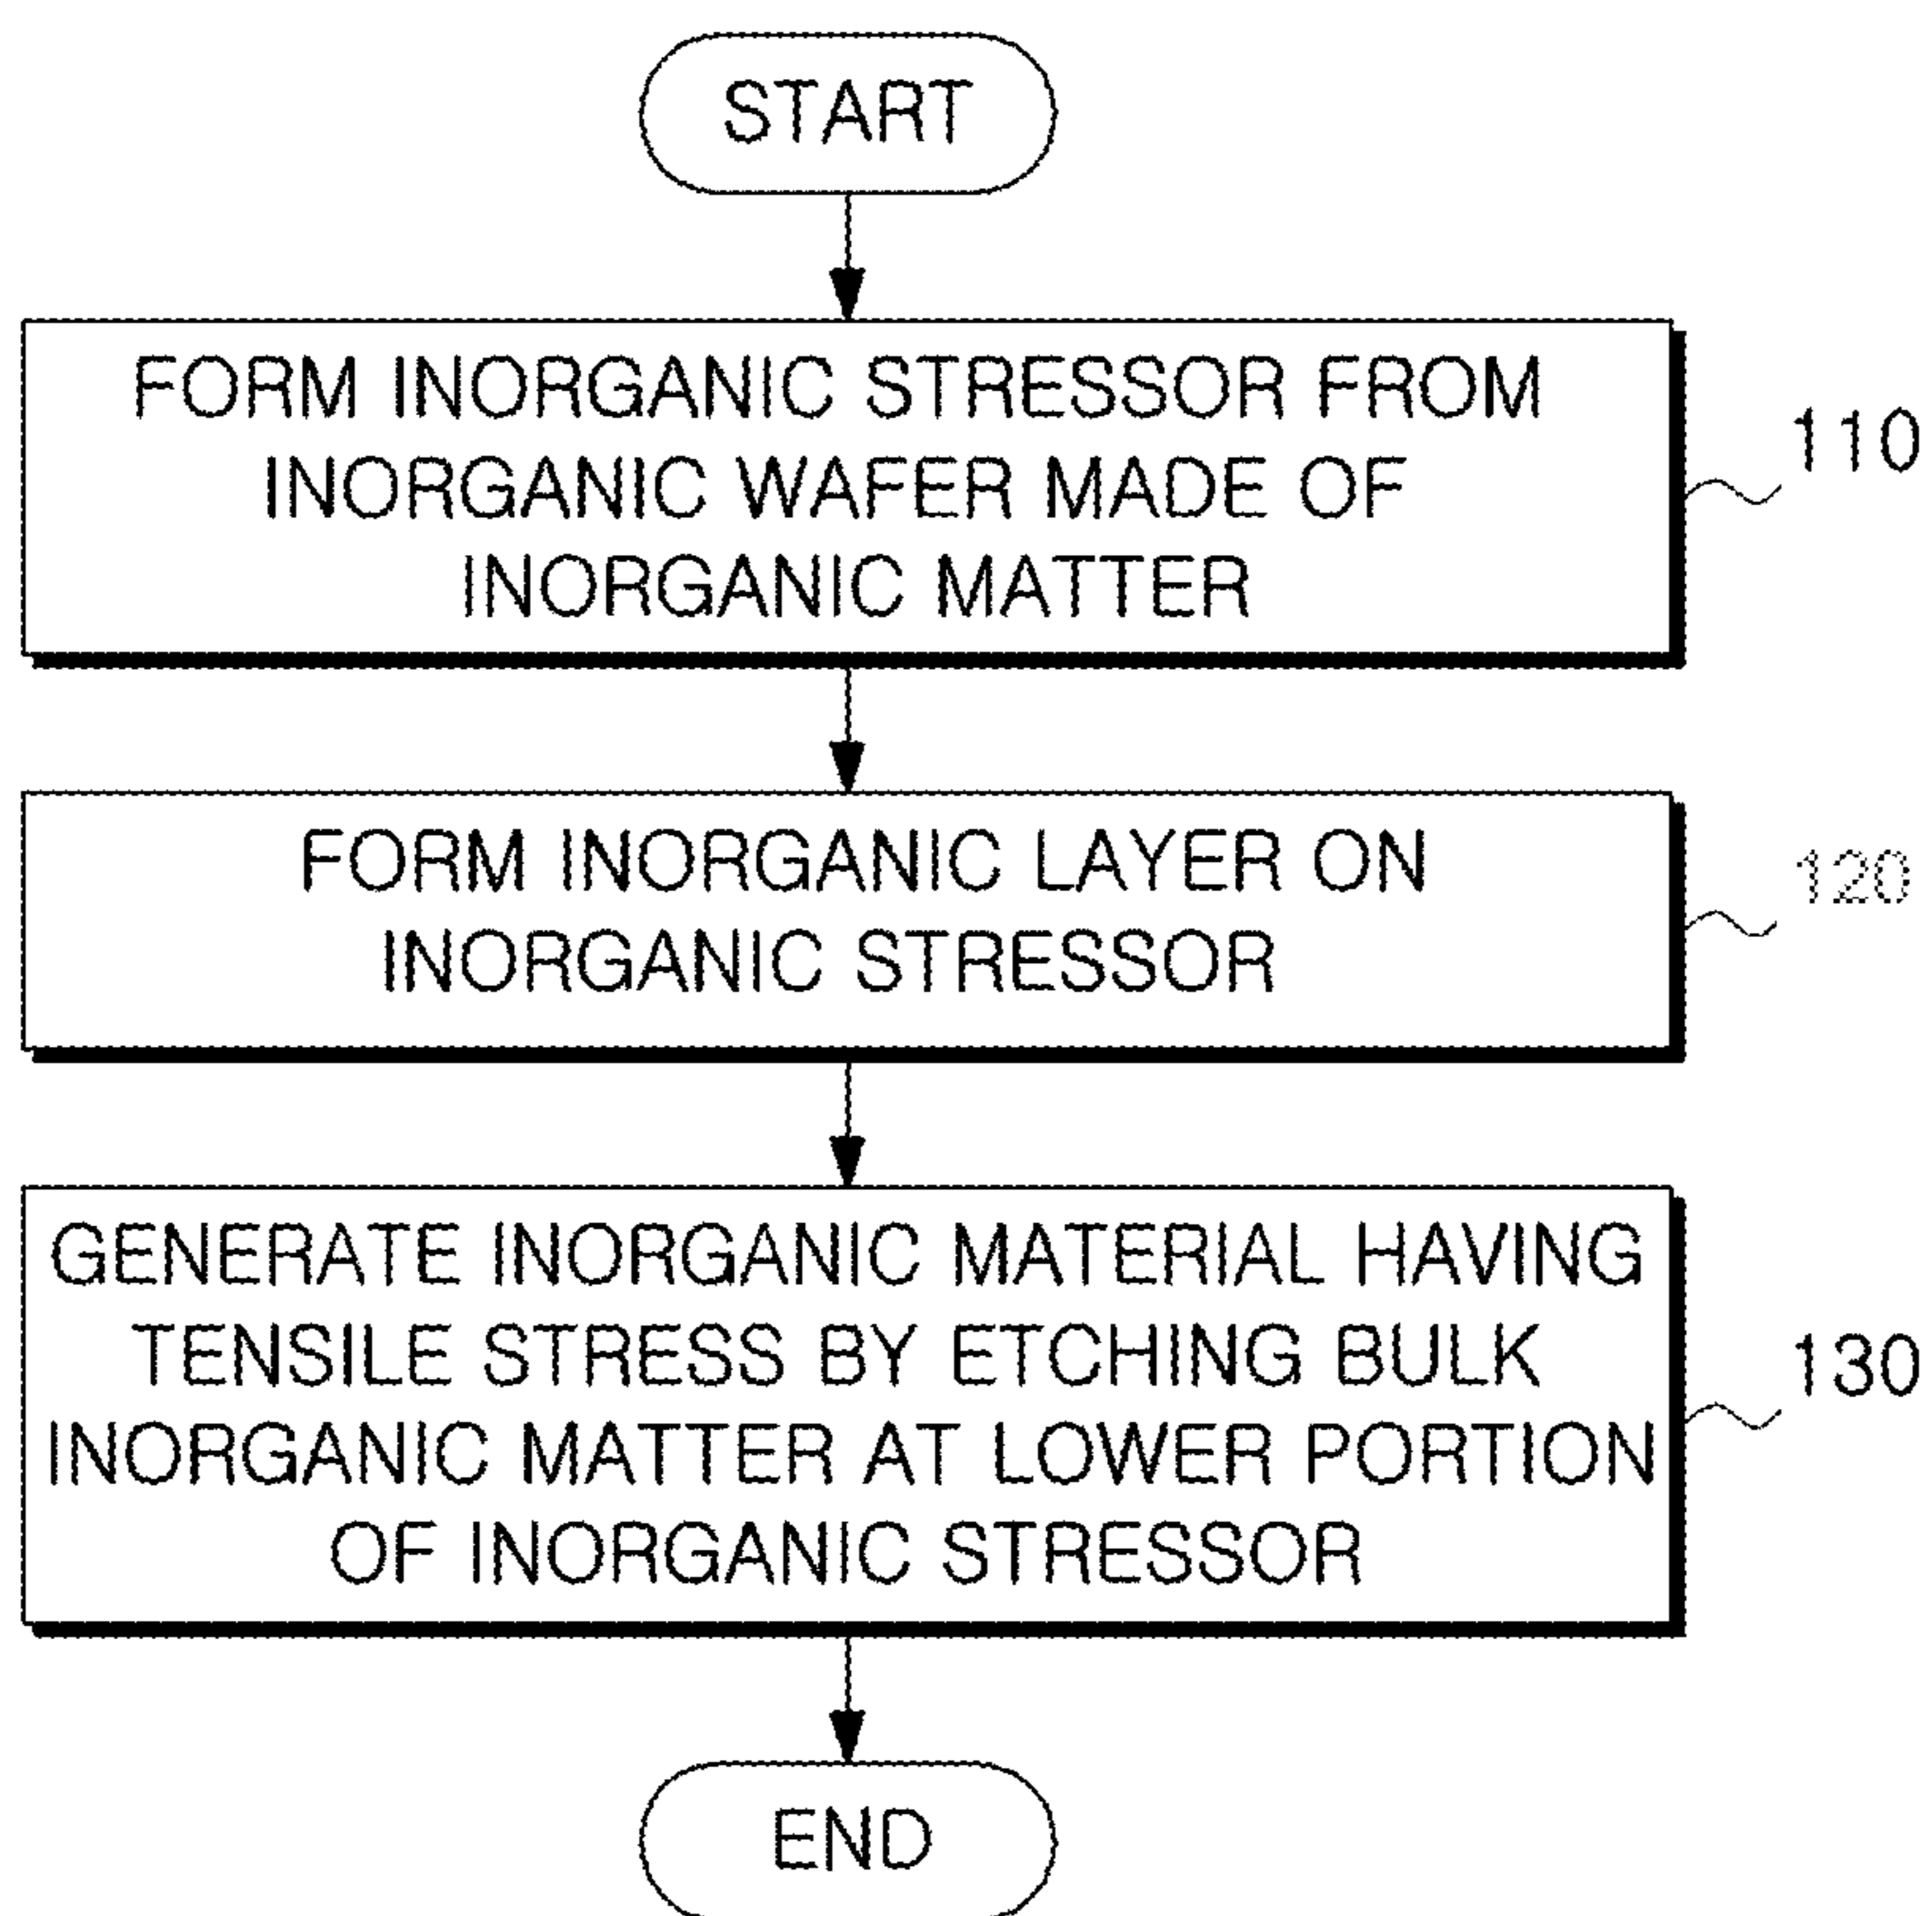 START
FORM INORGANIC STRESSOR FROM
INORGANIC WAFER MADE OF
INORGANIC MATTER
110
FORM INORGANIC LAYER ON
INORGANIC STRESSOR
120
GENERATE INORGANIC MATERIAL HAVING
TENSILE STRESS BY ETCHING BULK
INORGANIC MATTER AT LOWER PORTION
OF INORGANIC STRESSOR
130
END